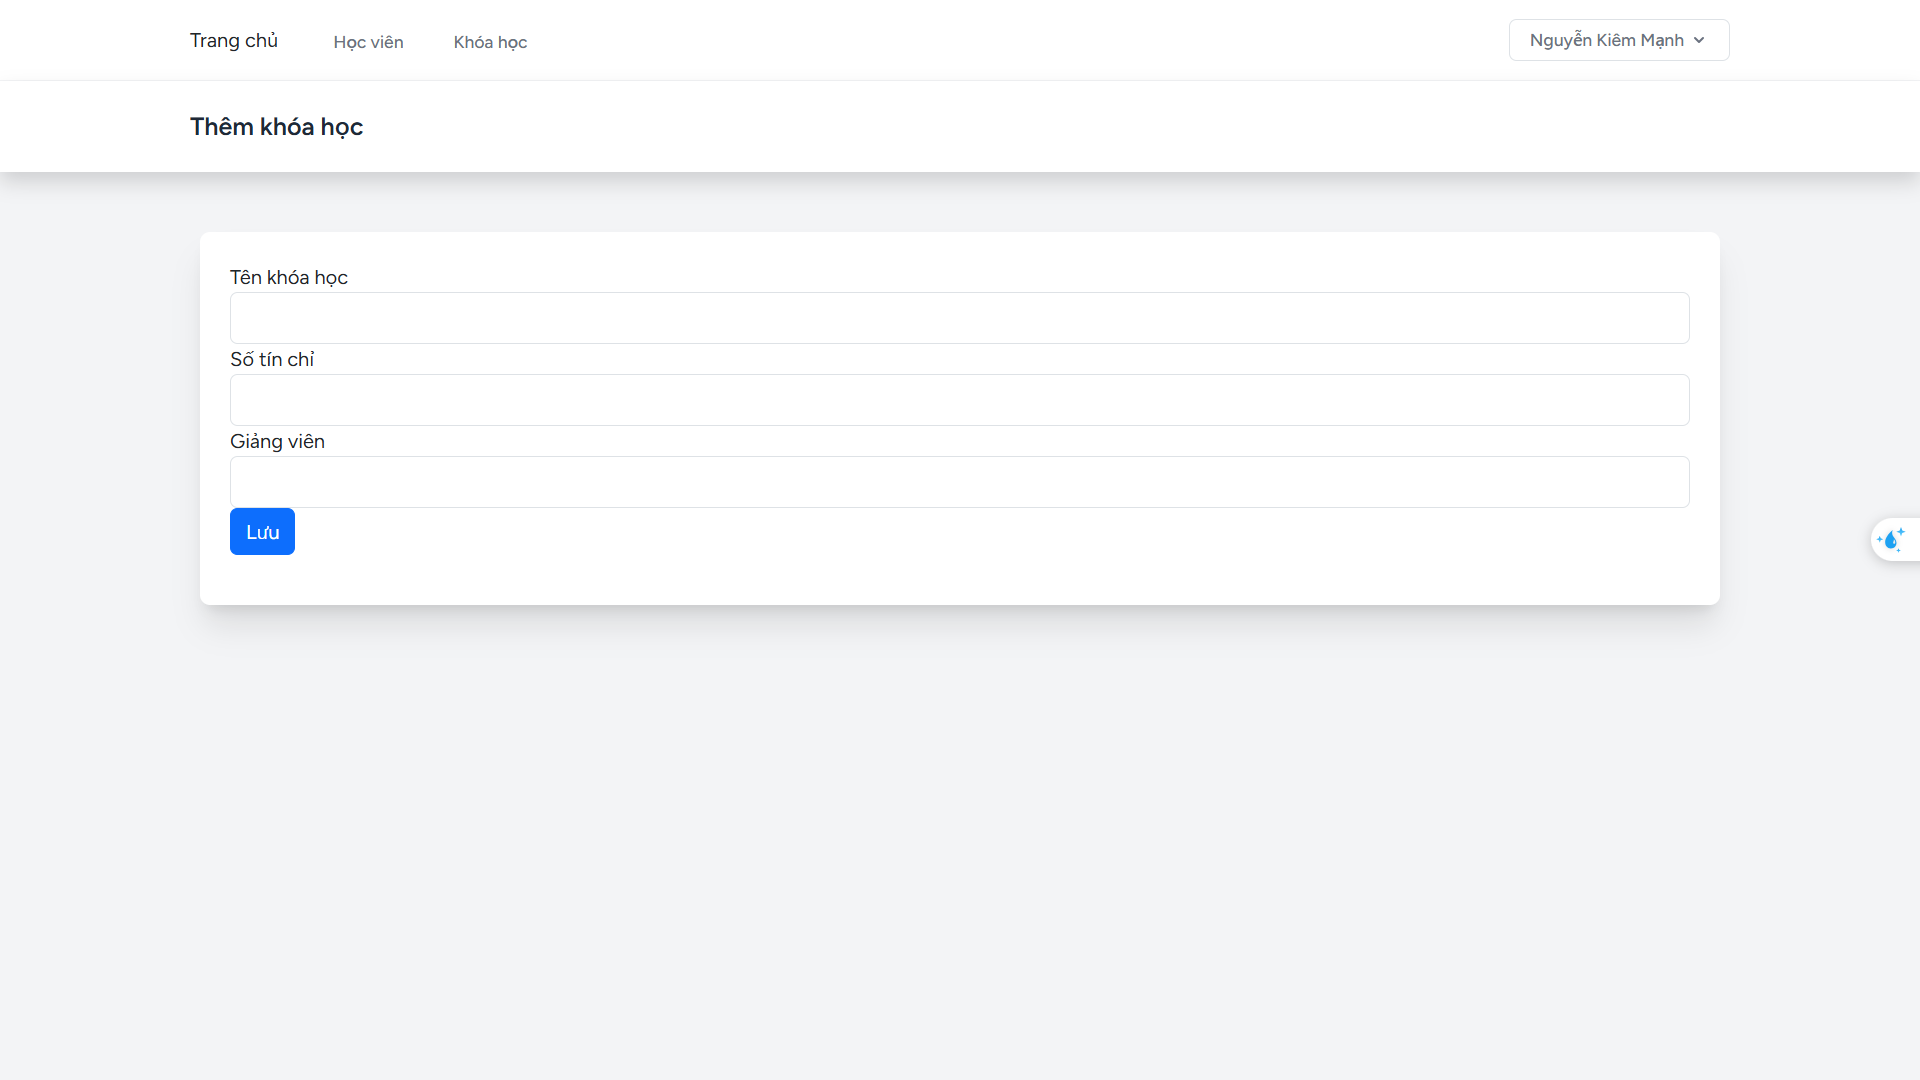 Trang chủ
Học viên
Khóa học
Nguyễn Kiêm Mạnh
Thêm khóa học
Tên khóa học
Số tín chỉ
Giảng viên
Lưu